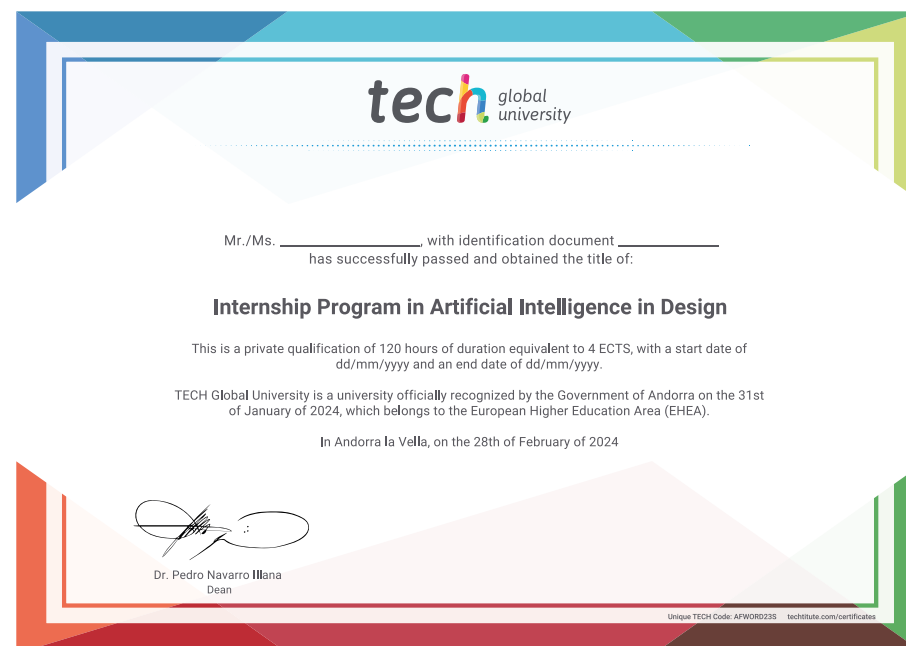 tech global university
Mr./Ms. ____________________, with identification document ______________
has successfully passed and obtained the title of:
Internship Program in Artificial Intelligence in Design
This is a private qualification of 120 hours of duration equivalent to 4 ECTS, with a start date of
dd/mm/yyyy and an end date of dd/mm/yyyy.
TECH Global University is a university officially recognized by the Government of Andorra on the 31st
of January of 2024, which belongs to the European Higher Education Area (EHEA).
In Andorra la Vella, on the 28th of February of 2024
Dr. Pedro Navarro Illana
Dean
Unique TECH Code: AFWORD23S techtitute.com/certificates